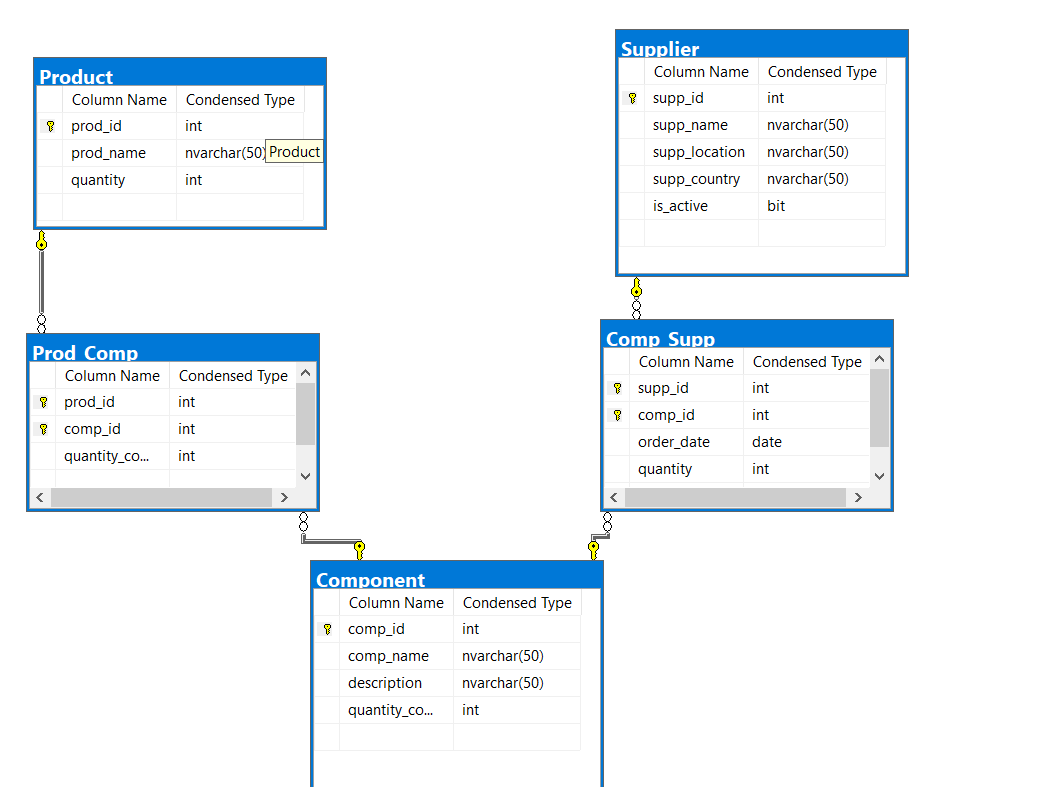 Product
Column Name Condensed Type
prod_id int
prod_name nvarchar(50)
Product
quantity int
Supplier
Column Name Condensed Type
supp_id int
supp_name nvarchar(50)
supp_location nvarchar(50)
supp_country nvarchar(50)
is_active bit
Prod_Comp
Column Name Condensed Type
prod_id int
comp_id int
quantity_co... int
Comp_Supp
Column Name Condensed Type
supp_id int
comp_id int
order_date date
quantity int
Component
Column Name Condensed Type
comp_id int
comp_name nvarchar(50)
description nvarchar(50)
quantity_co... int